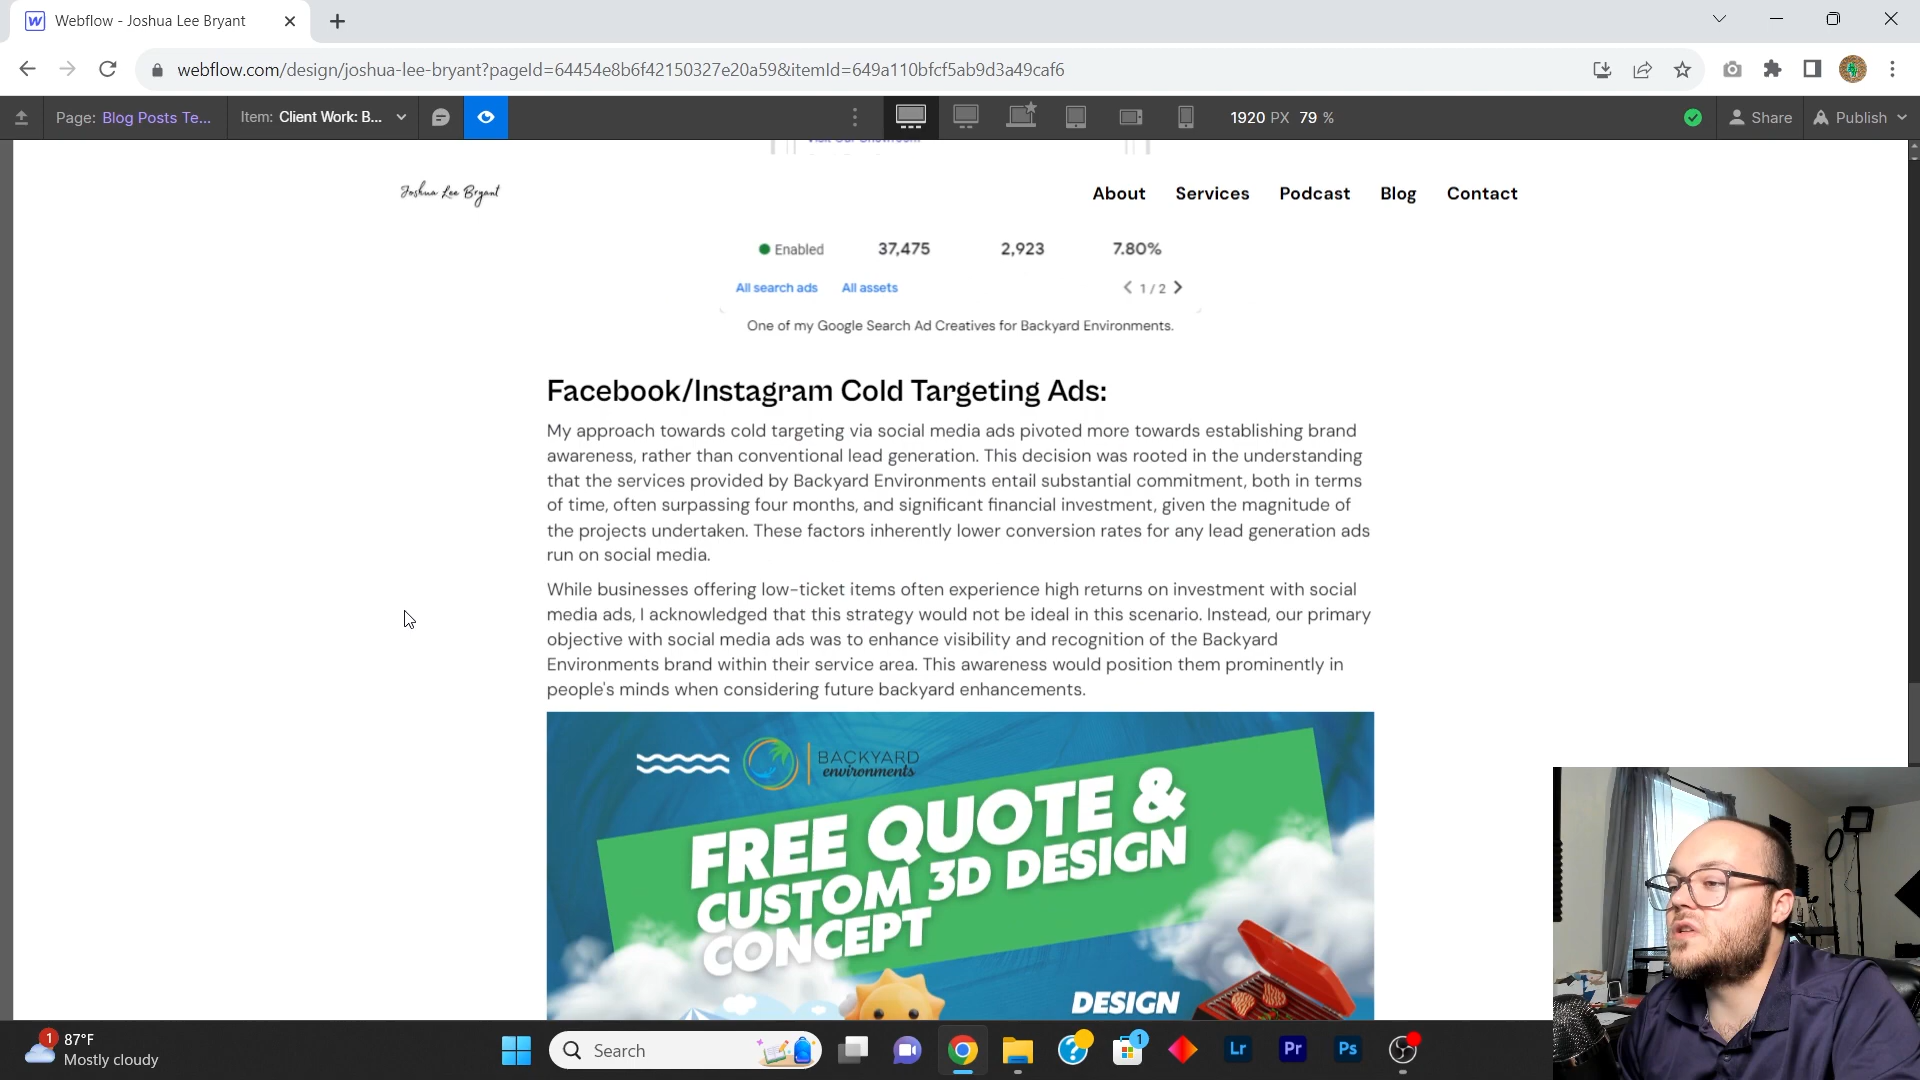 Webflow - Joshua Lee Bryant
webflow.com/design/joshua-lee-bryant?pageId=64454e8b6f42150327e20a59&itemId=649a110bfcf5ab9d3a49caf6
Page: Blog Posts Te...
Item: Client Work: B...
1920 PX 79 %
Share
Publish
Joshua Lee Bryant
About Services Podcast Blog Contact
Enabled 37,475 2,923 7.80%
All search ads All assets 1 / 2
One of my Google Search Ad Creatives for Backyard Environments.
Facebook/Instagram Cold Targeting Ads:
My approach towards cold targeting via social media ads pivoted more towards establishing brand
awareness, rather than conventional lead generation. This decision was rooted in the understanding
that the services provided by Backyard Environments entail substantial commitment, both in terms
of time, often surpassing four months, and significant financial investment, given the magnitude of
the projects undertaken. These factors inherently lower conversion rates for any lead generation ads
run on social media.
While businesses offering low-ticket items often experience high returns on investment with social
media ads, I acknowledged that this strategy would not be ideal in this scenario. Instead, our primary
objective with social media ads was to enhance visibility and recognition of the Backyard
Environments brand within their service area. This awareness would position them prominently in
people's minds when considering future backyard enhancements.
BACKYARD
environments
FREE QUOTE &
CUSTOM 3D DESIGN
CONCEPT
DESIGN
1
87°F
Mostly cloudy
Search
1
Lr
Pr
Ps